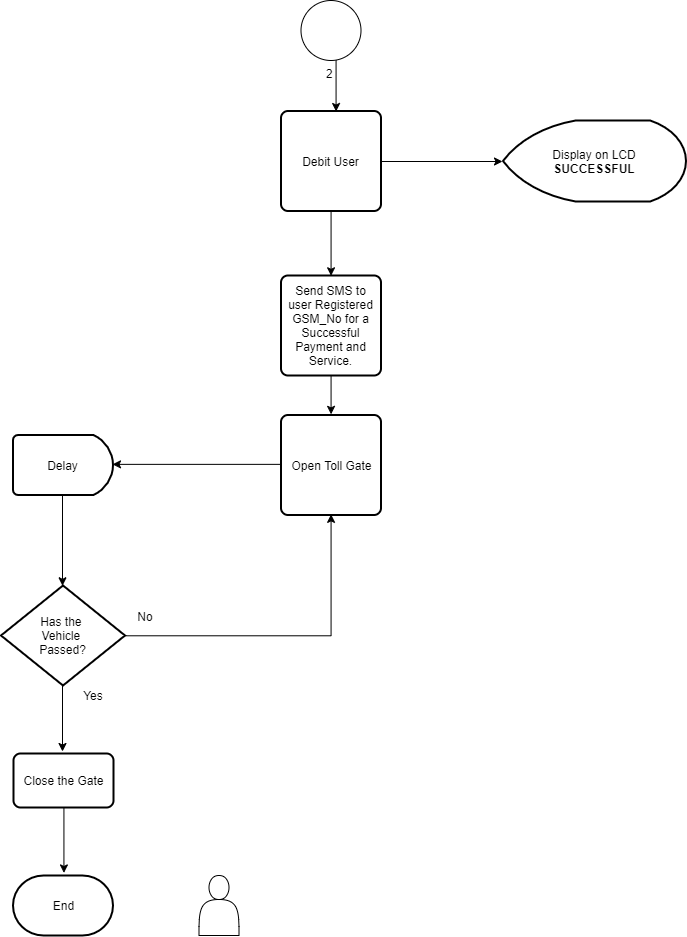 2
Debit User
Display on LCD
SUCCESSFUL
Send SMS to
user Registered
GSM_No for a
Successful
Payment and
Service.
Delay
Open Toll Gate
Has the
Vehicle
Passed?
No
Yes
Close the Gate
End